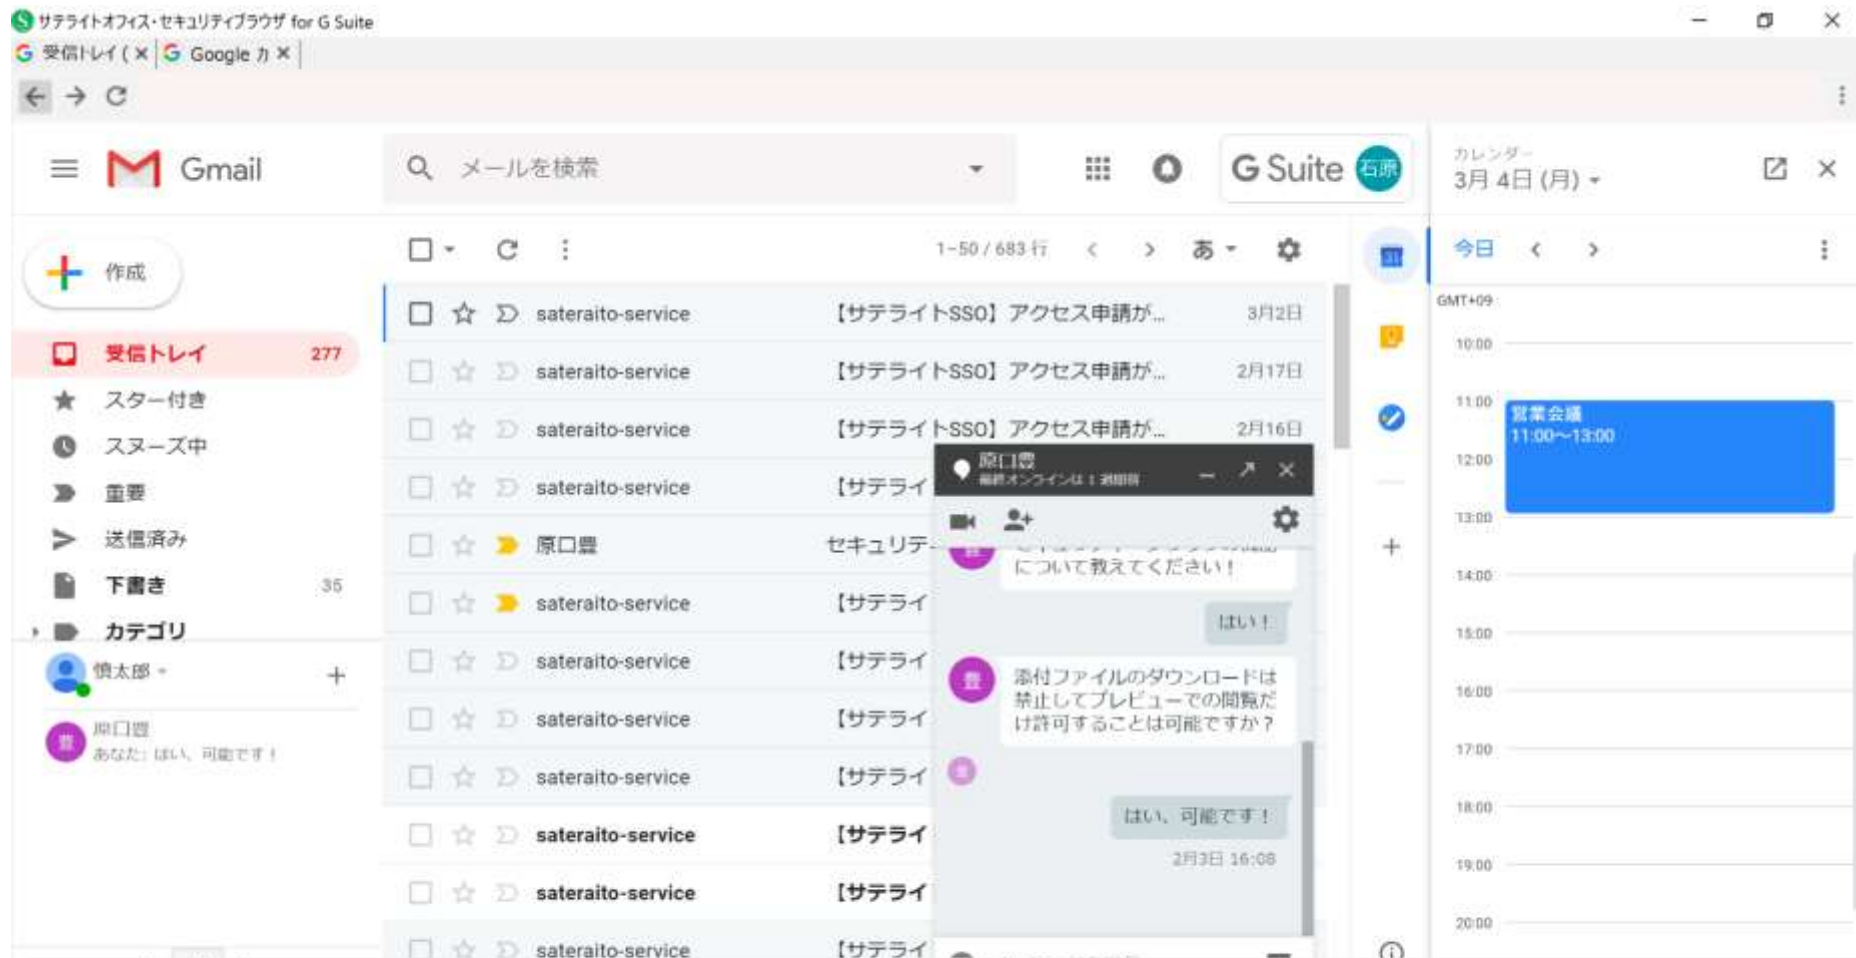 サテライトオフィス・セキュリティブラウザ for G Suite
受信トレイ (
Google カ
Gmail
メールを検索
G Suite
石原
カレンダー
3月 4日 (月)
作成
1-50 / 683 行
あ
31
今日
GMT+09
受信トレイ 277
スター付き
スヌーズ中
重要
送信済み
下書き 35
カテゴリ
慎太郎
豊
原口豊
あなた: はい、可能です！
sateraito-service 【サテライトSSO】アクセス申請が... 3月2日
sateraito-service 【サテライトSSO】アクセス申請が... 2月17日
sateraito-service 【サテライトSSO】アクセス申請が... 2月16日
sateraito-service 【サテライ
原口豊 セキュリテ
sateraito-service 【サテライ
sateraito-service 【サテライ
sateraito-service 【サテライ
sateraito-service 【サテライ
sateraito-service 【サテライ
sateraito-service 【サテライ
sateraito-service 【サテライ
原口豊
最終オンラインは 1 週間前
について教えてください！
はい！
豊
添付ファイルのダウンロードは
禁止してプレビューでの閲覧だ
け許可することは可能ですか？
はい、可能です！
2月3日 16:08
10:00
11:00
営業会議
11:00～13:00
12:00
13:00
14:00
15:00
16:00
17:00
18:00
19:00
20:00